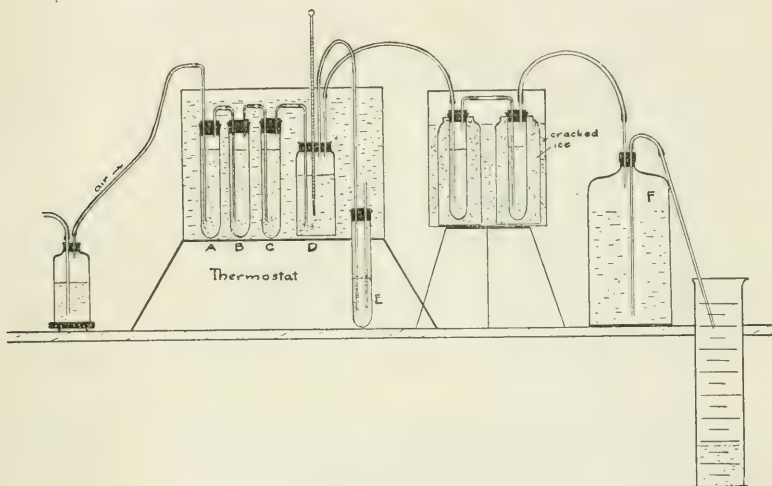 air →
cracked
ice
F
A B C D
Thermostat
E